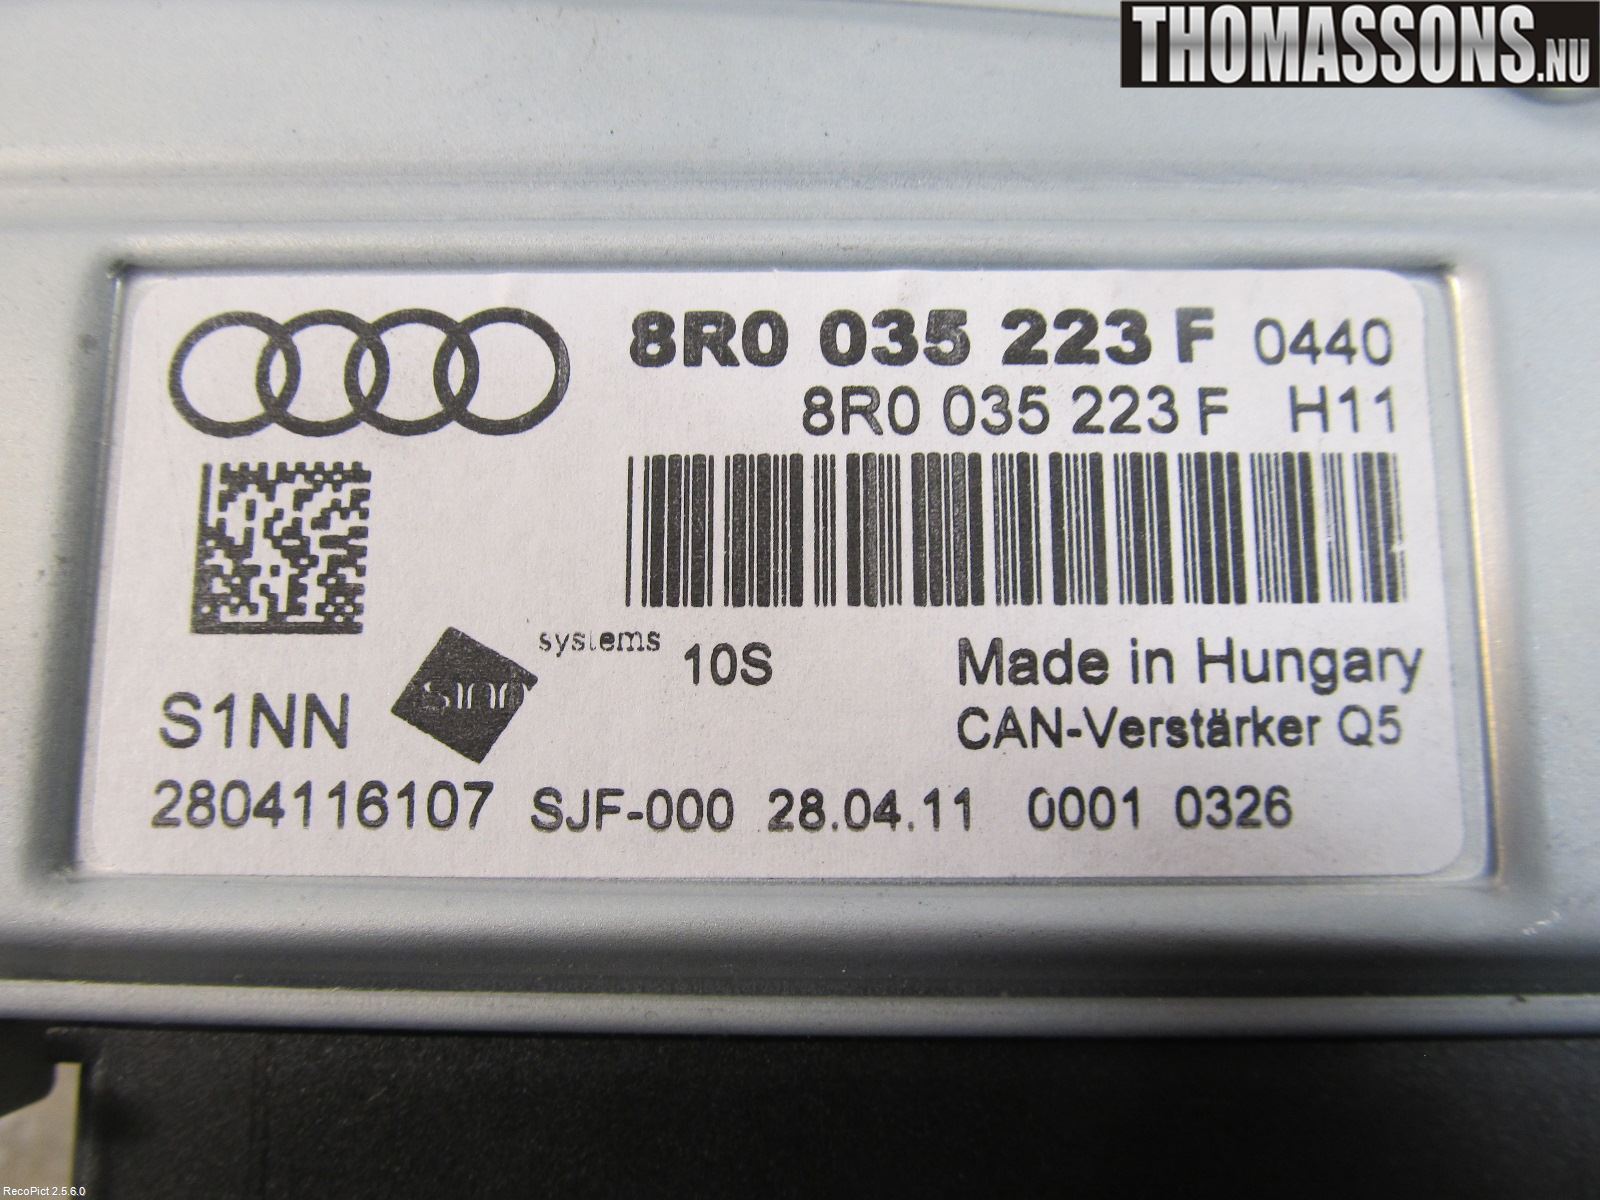 THOMASSONS.NU
8R0 035 223 F 0440
8R0 035 223 F H11
systems 10S Made in Hungary
S1NN sinn CAN-Verstärker Q5
2804116107 SJF-000 28.04.11 0001 0326
RecoPict 2.5.6.0